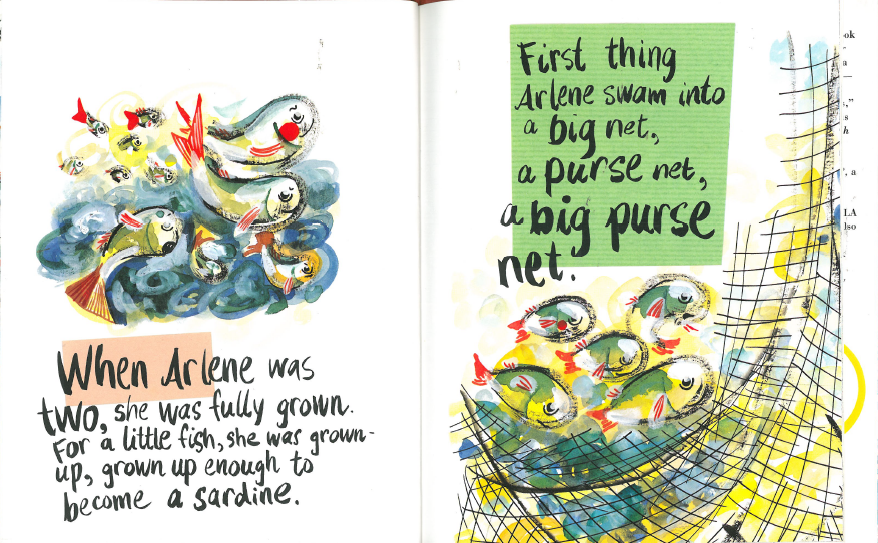 When Arlene was
two, she was fully grown.
For a little fish, she was grown-
up, grown up enough to
become a sardine.
First thing
Arlene swam into
a big net,
a purse net,
a big purse
net.
ok
a
,"
s
h
, a
LA
lso